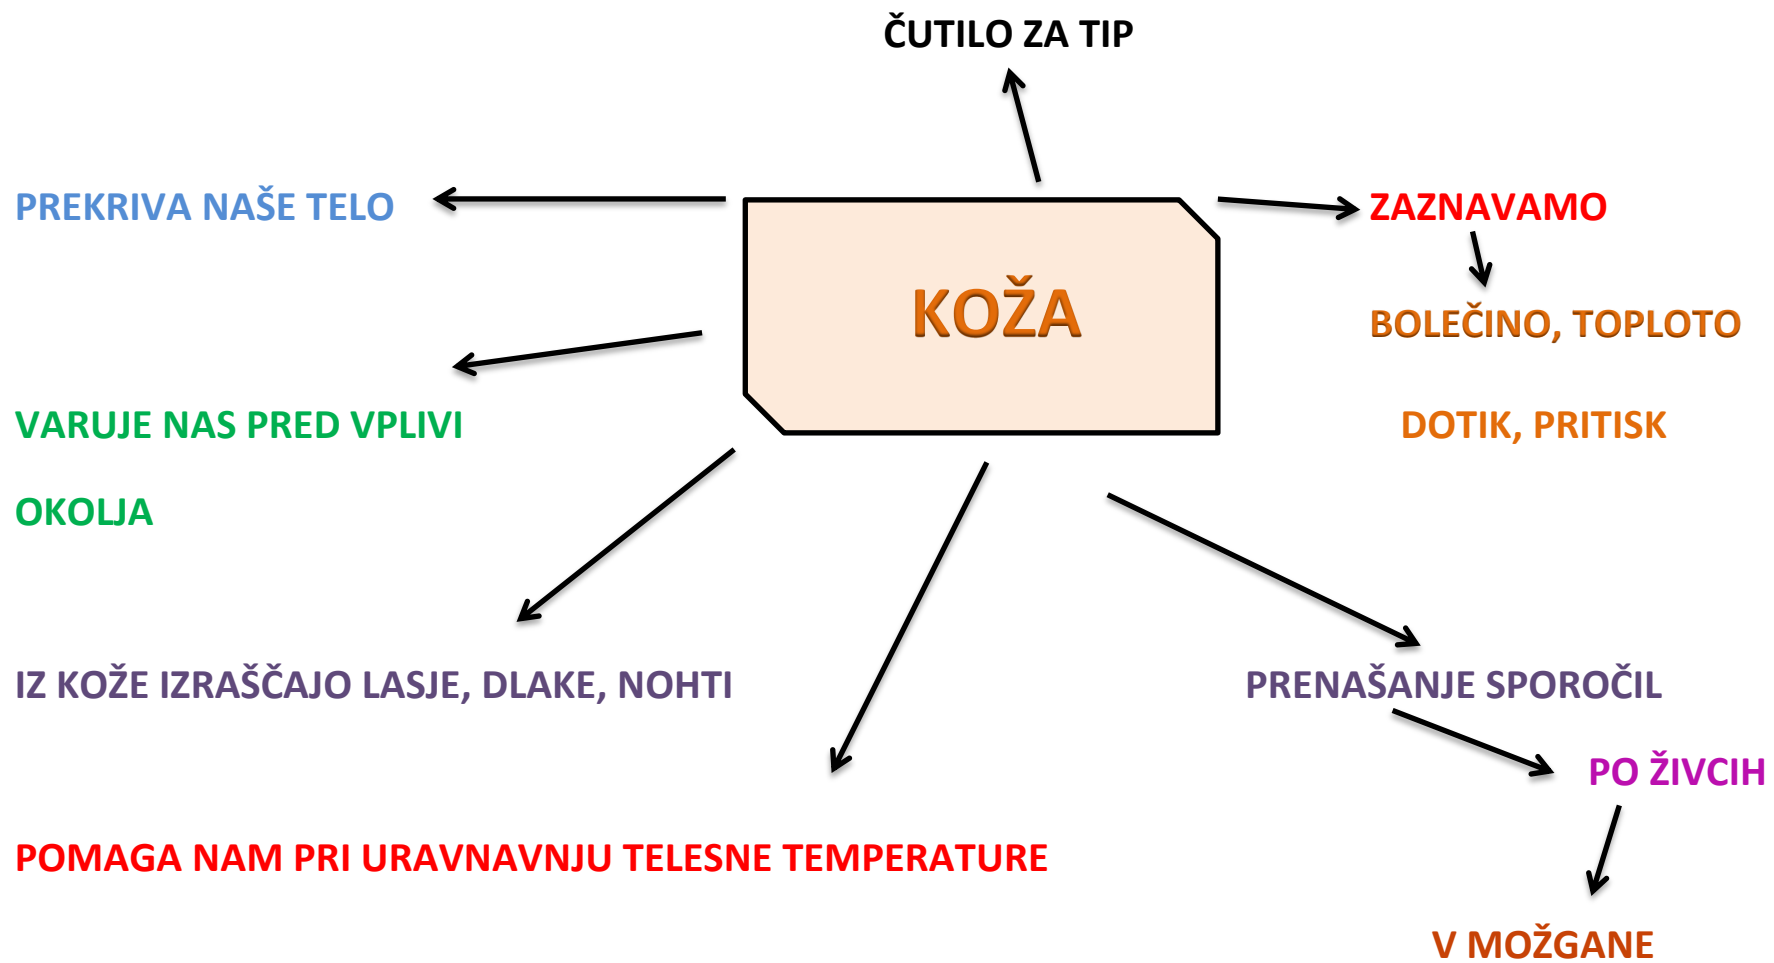 ČUTILO ZA TIP
PREKRIVA NAŠE TELO
ZAZNAVAMO
KOŽA
BOLEČINO, TOPLOTO
VARUJE NAS PRED VPLIVI
DOTIK, PRITISK
OKOLJA
IZ KOŽE IZRAŠČAJO LASJE, DLAKE, NOHTI
PRENAŠANJE SPOROČIL
PO ŽIVCIH
POMAGA NAM PRI URAVNAVNJU TELESNE TEMPERATURE
V MOŽGANE